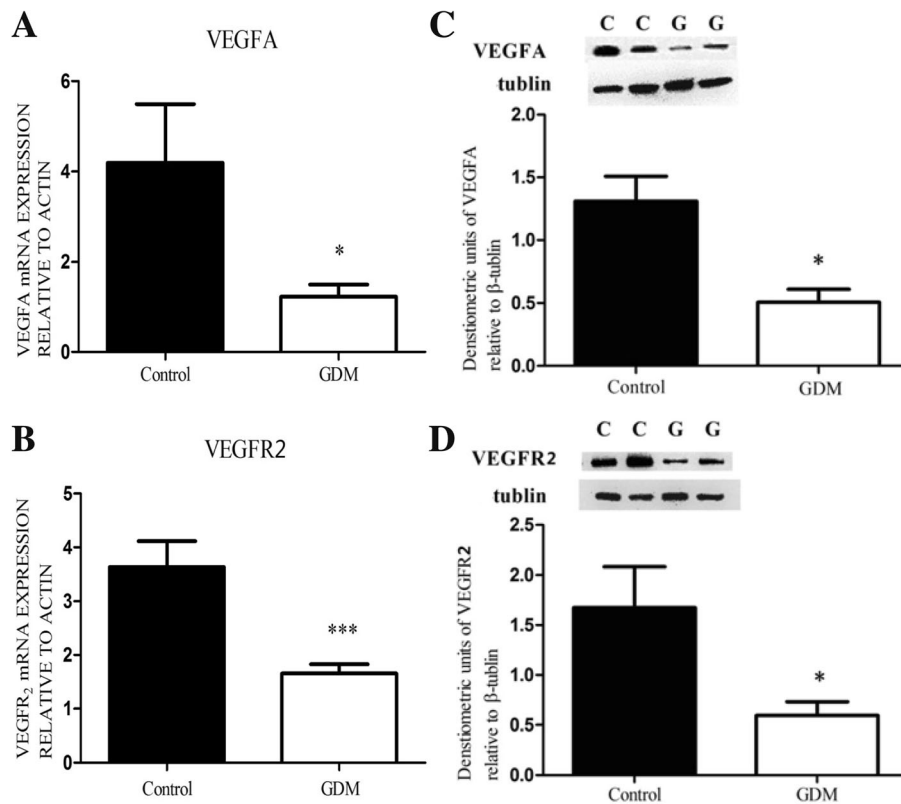 A
VEGFA
VEGFA mRNA EXPRESSION
RELATIVE TO ACTIN
6
4
2
0
*
Control
GDM
B
VEGFR2
VEGFR₂ mRNA EXPRESSION
RELATIVE TO ACTIN
5
4
3
2
1
0
***
Control
GDM
C
C C G G
VEGFA
tublin
Denstiometric units of VEGFA
relative to β-tublin
2.0
1.5
1.0
0.5
0.0
*
Control
GDM
D
C C G G
VEGFR2
tublin
Denstiometric units of VEGFR2
relative to β-tublin
2.5
2.0
1.5
1.0
0.5
0.0
*
Control
GDM